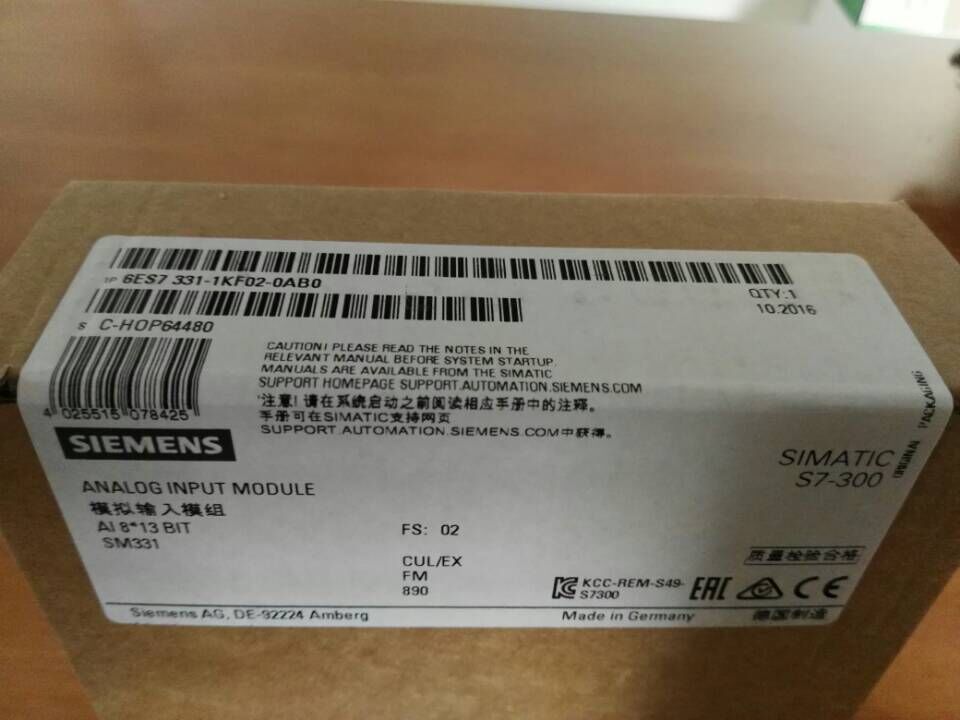 1P 6ES7 331-1KF02-0AB0
QTY:1
10.2016
S C-HOP64480
4 025515 078425
CAUTION! PLEASE READ THE NOTES IN THE
RELEVANT MANUAL BEFORE SYSTEM STARTUP.
MANUALS ARE AVAILABLE FROM THE SIMATIC
SUPPORT HOMEPAGE SUPPORT.AUTOMATION.SIEMENS.COM
注意! 请在系统启动之前阅读相应手册中的注释。
手册可在SIMATIC支持网页
SUPPORT.AUTOMATION.SIEMENS.COM中获得。
SIEMENS
ORIGINAL PACKAGING
SIMATIC
S7-300
ANALOG INPUT MODULE
模拟输入模组
AI 8*13 BIT
SM331
FS: 02
CUL/EX
FM
890
质量检验合格
KCC-REM-S49-
S7300
EAC CE
Siemens AG, DE-92224 Amberg
Made in Germany
德国制造